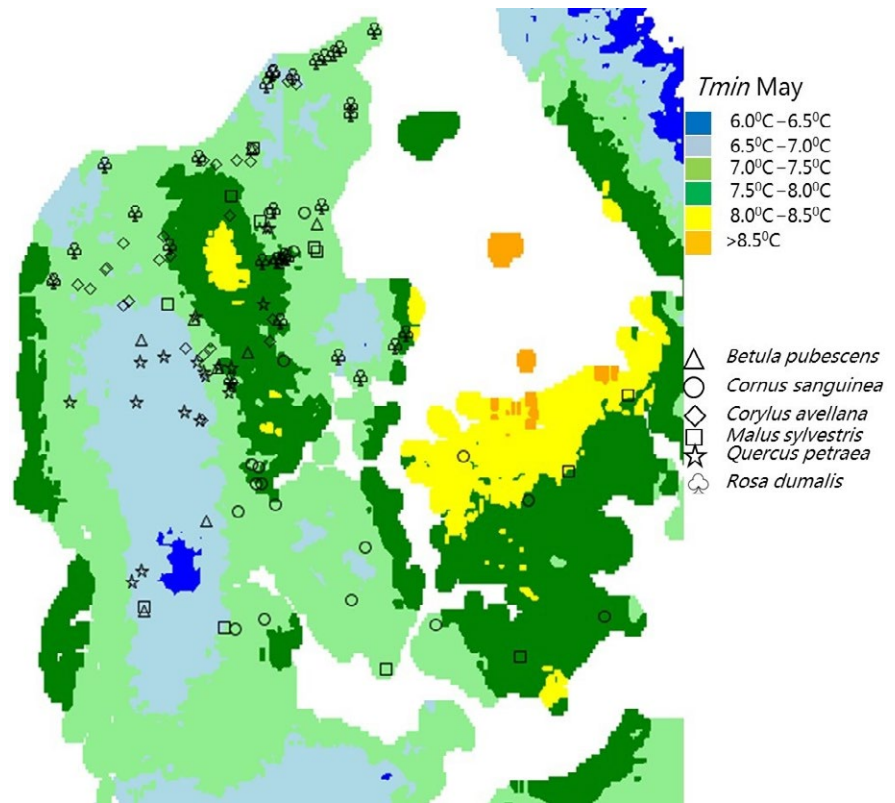 Tmin May
6.0⁰C – 6.5⁰C
6.5⁰C – 7.0⁰C
7.0⁰C – 7.5⁰C
7.5⁰C – 8.0⁰C
8.0⁰C – 8.5⁰C
>8.5⁰C
Betula pubescens
Cornus sanguinea
Corylus avellana
Malus sylvestris
Quercus petraea
Rosa dumalis